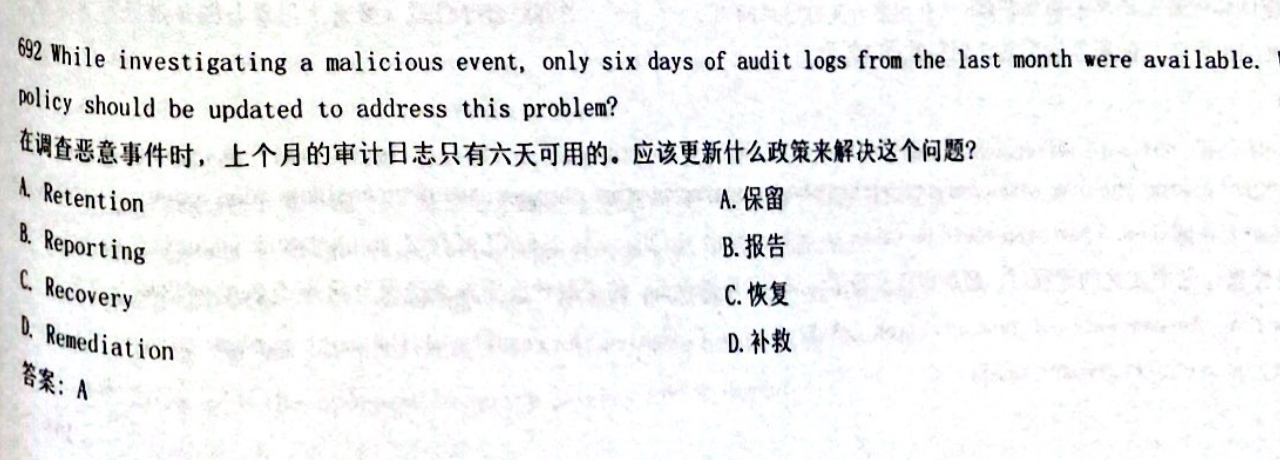 692 While investigating a malicious event, only six days of audit logs from the last month were available.
policy should be updated to address this problem?
在调查恶意事件时，上个月的审计日志只有六天可用的。应该更新什么政策来解决这个问题?
A. Retention A.保留
B. Reporting B.报告
C. Recovery C.恢复
D. Remediation D.补救
答案: A